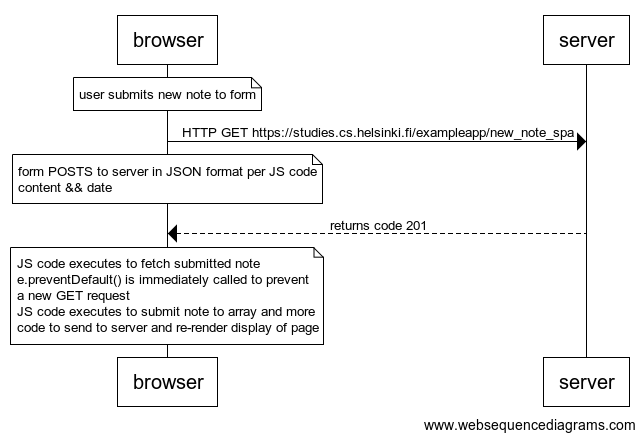 browser
server
user submits new note to form
HTTP GET https://studies.cs.helsinki.fi/exampleapp/new_note_spa
form POSTS to server in JSON format per JS code
content && date
returns code 201
JS code executes to fetch submitted note
e.preventDefault() is immediately called to prevent
a new GET request
JS code executes to submit note to array and more
code to send to server and re-render display of page
browser
server
www.websequencediagrams.com